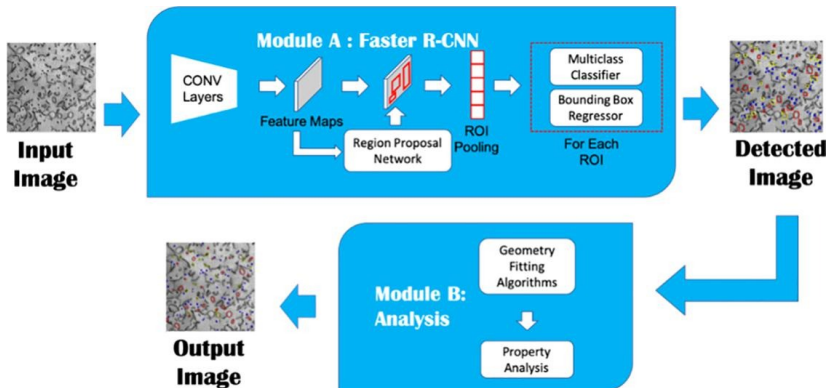 Module A : Faster R-CNN
CONV
Layers
Feature Maps
Region Proposal
Network
ROI
Pooling
Multiclass
Classifier
Bounding Box
Regressor
For Each
ROI
Input
Image
Detected
Image
Module B:
Analysis
Geometry
Fitting
Algorithms
Property
Analysis
Output
Image